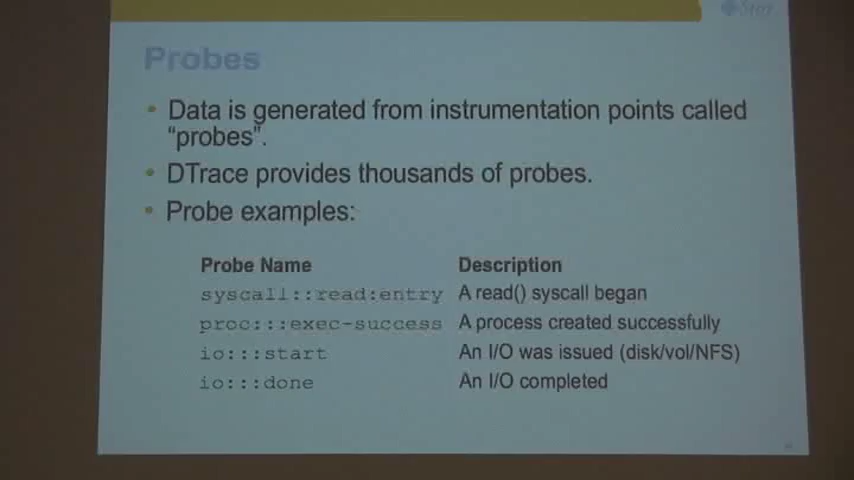 Probes
• Data is generated from instrumentation points called
“probes”.
• DTrace provides thousands of probes.
• Probe examples:
Probe Name Description
syscall::read:entry A read() syscall began
proc:::exec-success A process created successfully
io:::start An I/O was issued (disk/vol/NFS)
io:::done An I/O completed